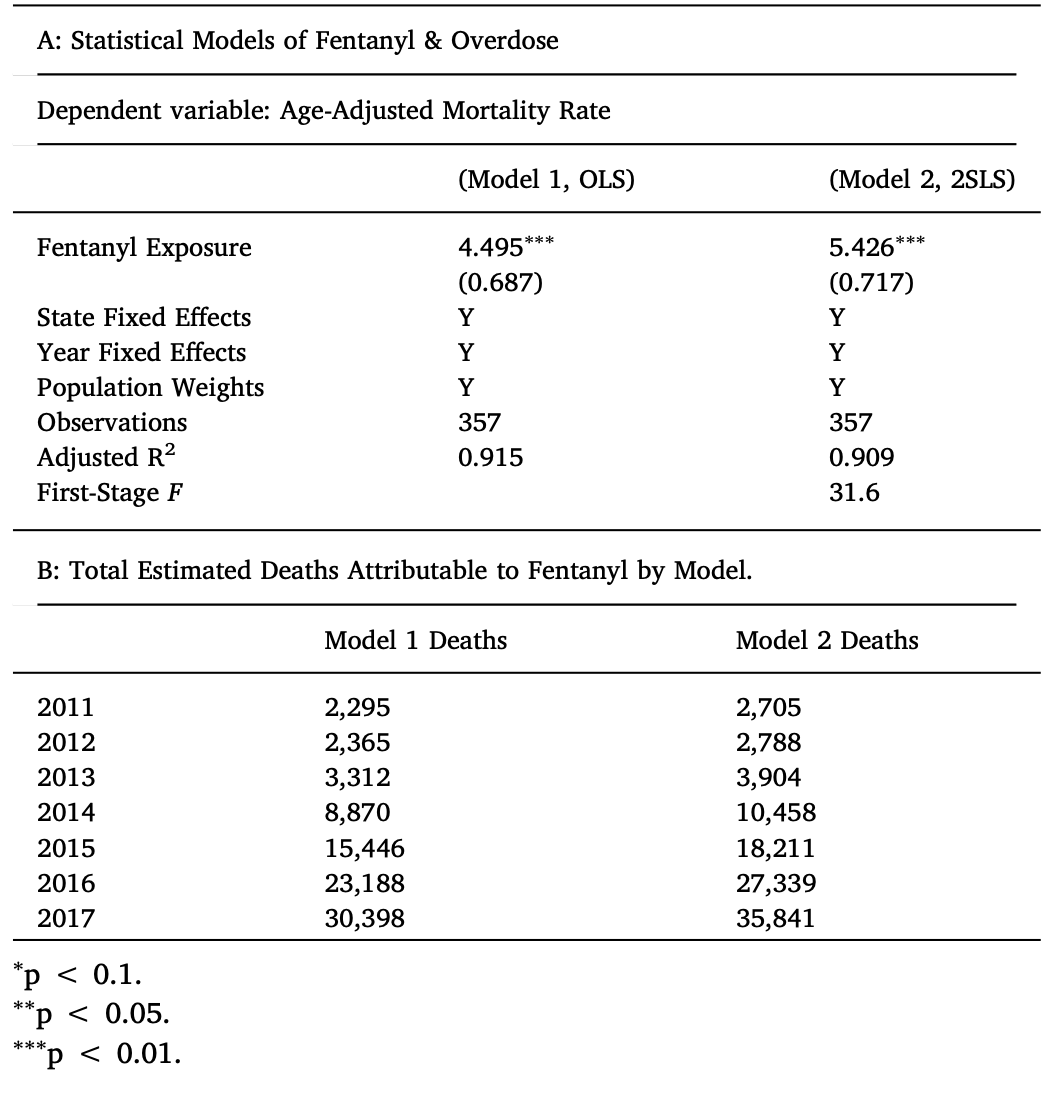 A: Statistical Models of Fentanyl & Overdose
Dependent variable: Age-Adjusted Mortality Rate
(Model 1, OLS) (Model 2, 2SLS)
Fentanyl Exposure 4.495*** 5.426***
(0.687) (0.717)
State Fixed Effects Y Y
Year Fixed Effects Y Y
Population Weights Y Y
Observations 357 357
Adjusted R² 0.915 0.909
First-Stage F 31.6
B: Total Estimated Deaths Attributable to Fentanyl by Model.
Model 1 Deaths Model 2 Deaths
2011 2,295 2,705
2012 2,365 2,788
2013 3,312 3,904
2014 8,870 10,458
2015 15,446 18,211
2016 23,188 27,339
2017 30,398 35,841
*p < 0.1.
**p < 0.05.
***p < 0.01.